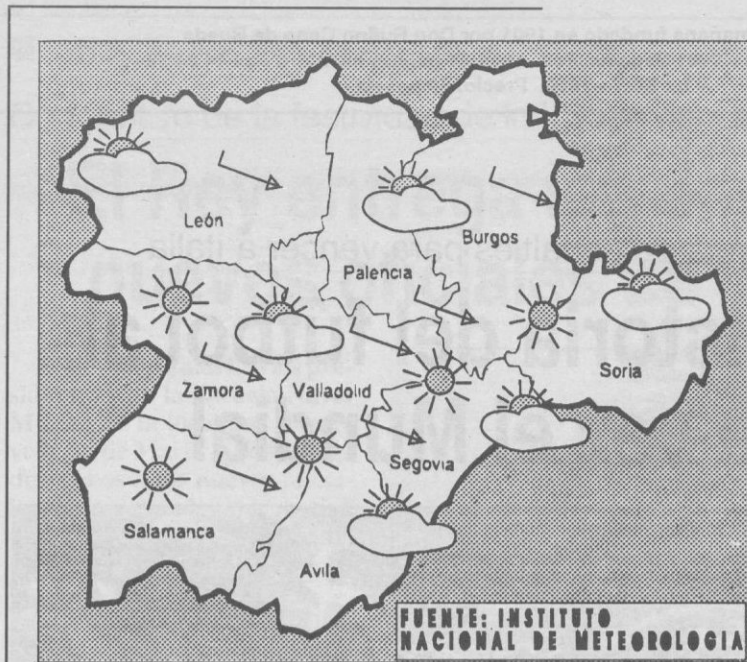 León
Burgos
Palencia
Zamora
Valladolid
Soria
Segovia
Salamanca
Avila
FUENTE: INSTITUTO
NACIONAL DE METEOROLOGIA